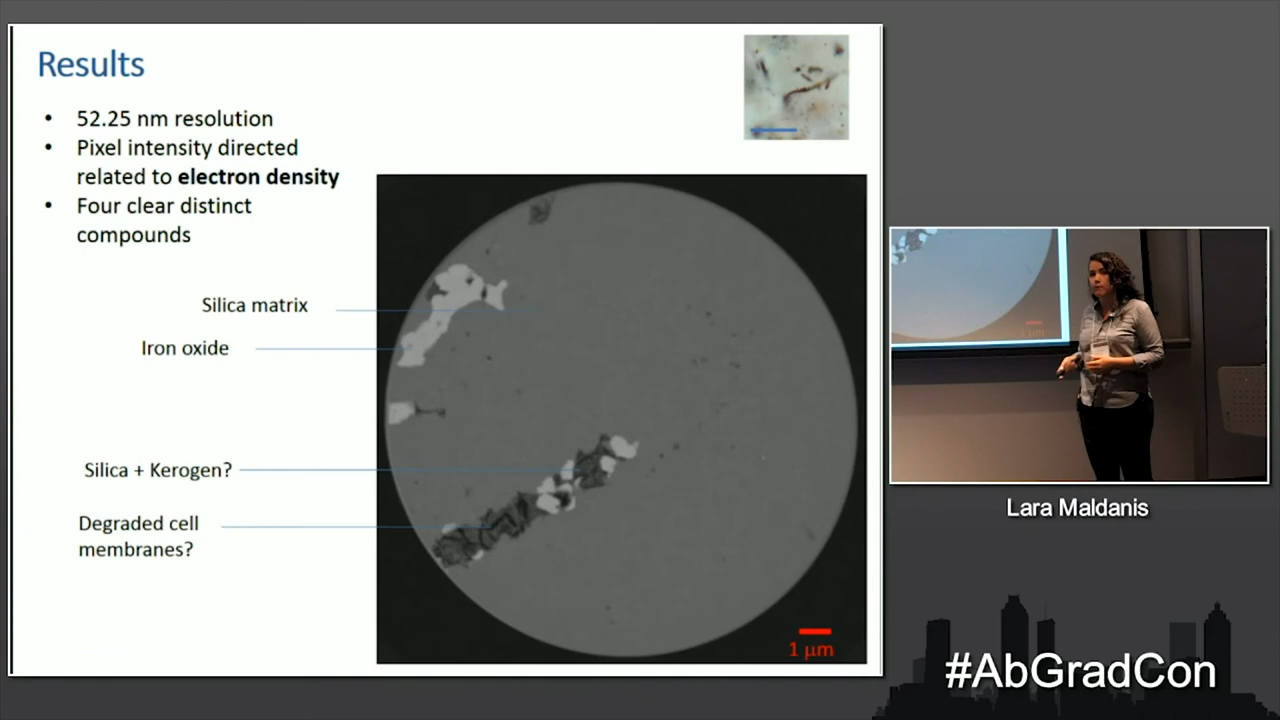 Results
• 52.25 nm resolution
• Pixel intensity directed
related to electron density
• Four clear distinct
compounds
Silica matrix
Iron oxide
Silica + Kerogen?
Degraded cell
membranes?
1 µm
Lara Maldanis
#AbGradCon